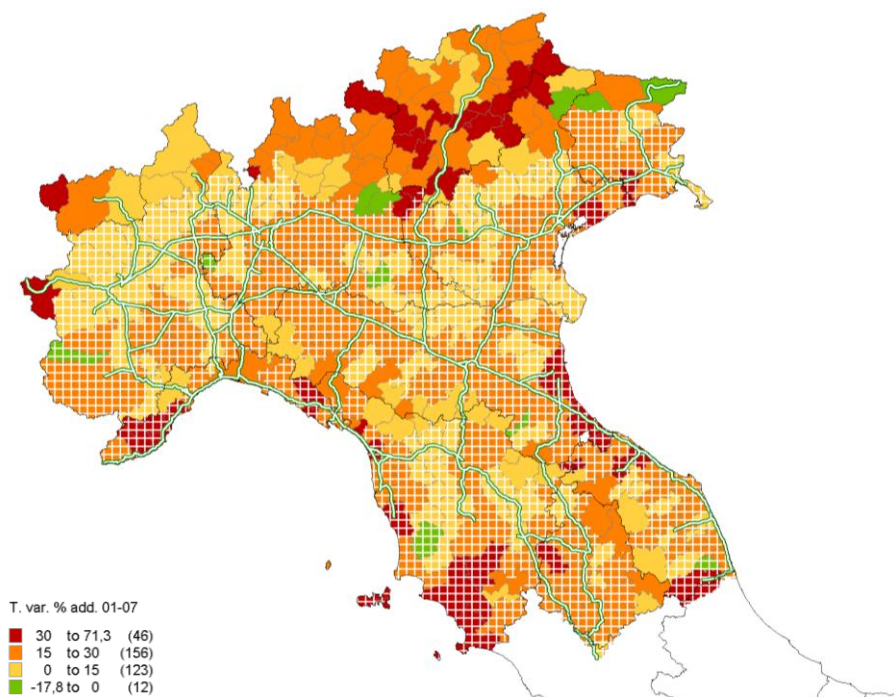 T. var. % add. 01-07
30 to 71,3 (46)
15 to 30 (156)
0 to 15 (123)
-17,8 to 0 (12)